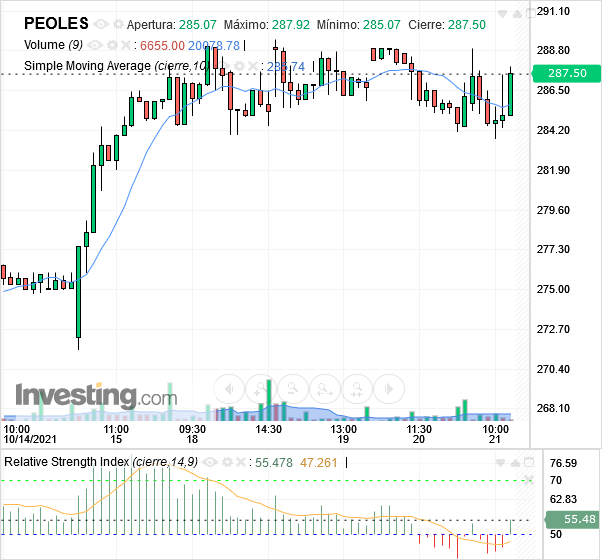 PEOLES Apertura: 285.07 Máximo: 287.92 Mínimo: 285.07 Cierre: 287.50
Volume (9) : 6655.00 20078.78
Simple Moving Average (cierre,10) : 285.74
291.10
288.80
287.50
286.50
284.20
281.90
279.60
277.30
275.00
272.70
270.40
268.10
Investing.com
10:00 11:00 09:30 14:30 13:00 11:30 10:00
10/14/2021 15 18 19 20 21
Relative Strength Index (cierre,14,9) : 55.478 47.261
76.59
70
62.83
55.48
50